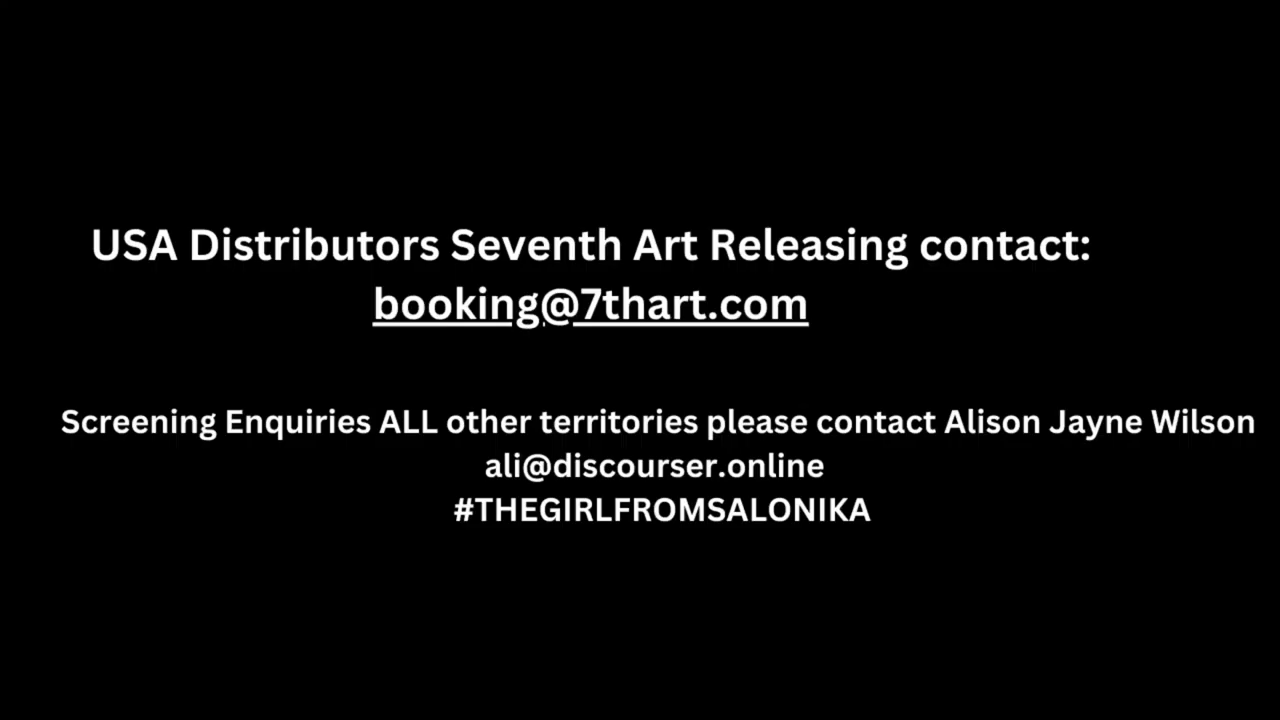 USA Distributors Seventh Art Releasing contact:
booking@7thart.com
Screening Enquiries ALL other territories please contact Alison Jayne Wilson
ali@discourser.online
#THEGIRLFROMSALONIKA